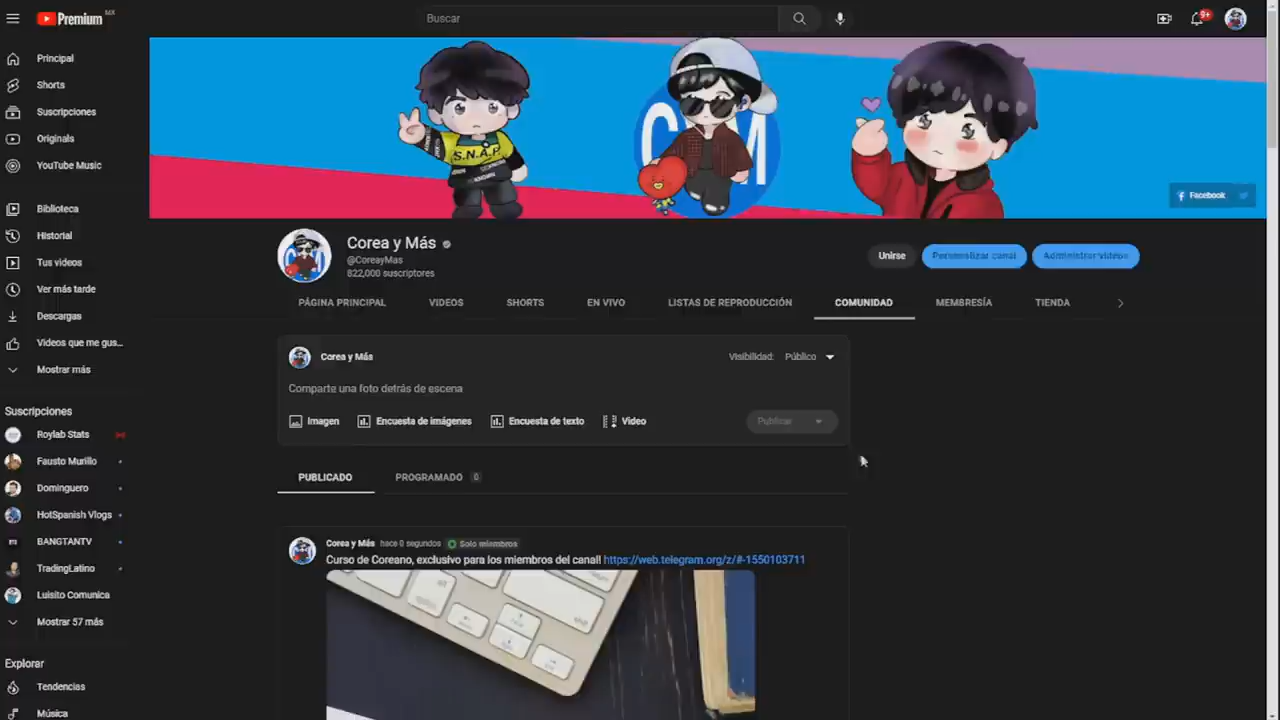 Premium MX
Buscar
9+
Principal
Shorts
Suscripciones
Originals
YouTube Music
Biblioteca
Historial
Tus videos
Ver más tarde
Descargas
Videos que me gus...
Mostrar más
Suscripciones
Roylab Stats
Fausto Murillo
Dominguero
HotSpanish Vlogs
BANGTANTV
TradingLatino
Luisito Comunica
Mostrar 57 más
Explorar
Tendencias
Música
S.N.A.P.
Facebook
Corea y Más
@CoreayMas
822,000 suscriptores
Unirse
Personalizar canal
Administrar videos
PÁGINA PRINCIPAL
VIDEOS
SHORTS
EN VIVO
LISTAS DE REPRODUCCIÓN
COMUNIDAD
MEMBRESÍA
TIENDA
Corea y Más
Visibilidad: Público
Comparte una foto detrás de escena
Imagen
Encuesta de imágenes
Encuesta de texto
Video
Publicar
PUBLICADO
PROGRAMADO 0
Corea y Más hace 0 segundos Solo miembros
Curso de Coreano, exclusivo para los miembros del canal! https://web.telegram.org/z/#-1550103711